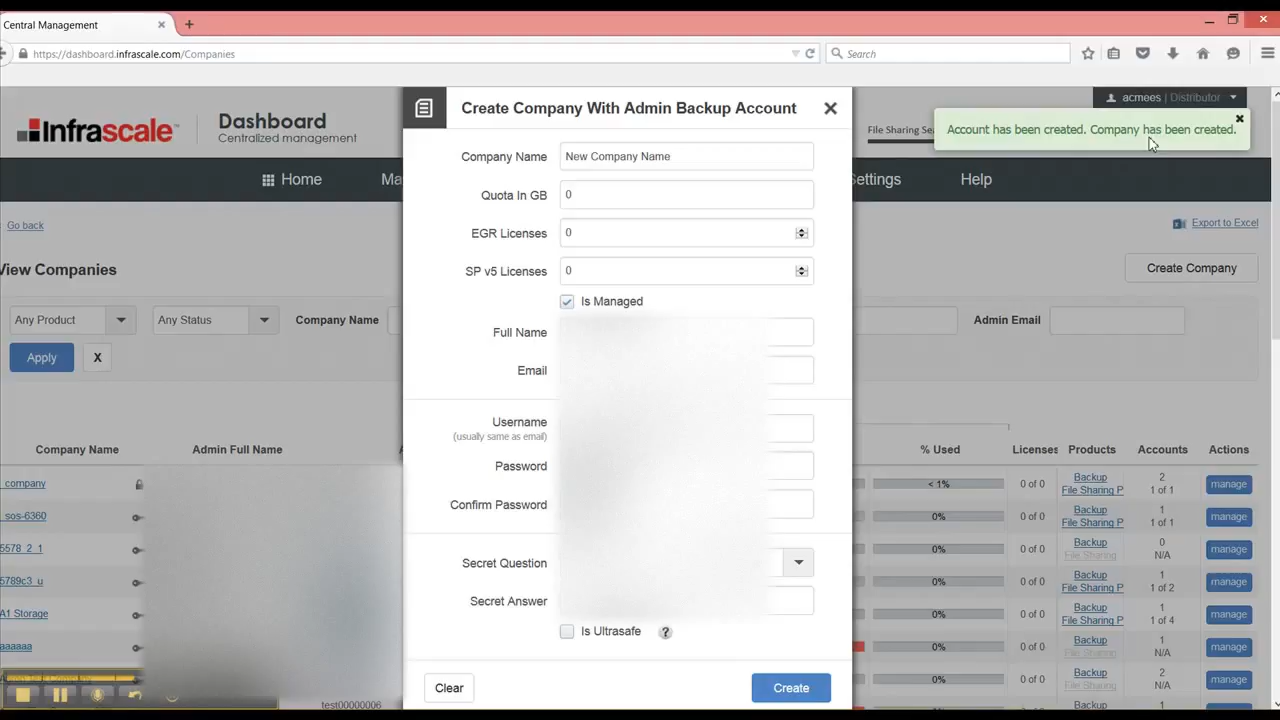 Central Management
https://dashboard.infrascale.com/Companies
Search
Infrascale
Dashboard
Centralized management
acmees | Distributor
File Sharing Sea
Account has been created. Company has been created.
Home
Ma
Settings
Help
Go back
Export to Excel
View Companies
Create Company
Any Product
Any Status
Company Name
Admin Email
Apply
X
Create Company With Admin Backup Account
Company Name
New Company Name
Quota In GB
0
EGR Licenses
0
SP v5 Licenses
0
Is Managed
Full Name
Email
Username
(usually same as email)
Password
Confirm Password
Secret Question
Secret Answer
Is Ultrasafe
?
Clear
Create
Company Name
Admin Full Name
% Used
Licenses
Products
Accounts
Actions
_company
< 1%
0 of 0
Backup
File Sharing P
2
1 of 1
manage
_sos-6360
0%
0 of 0
Backup
File Sharing P
1
1 of 1
manage
5578_2_1
0%
0 of 0
Backup
File Sharing
0
N/A
manage
5789c3_u
0%
0 of 0
Backup
File Sharing P
1
1 of 2
manage
A1 Storage
0%
0 of 0
Backup
File Sharing P
1
1 of 4
manage
aaaaaa
0%
0 of 0
Backup
File Sharing
1
N/A
manage
0%
0 of 0
Backup
File Sharing
2
N/A
manage
test00000006